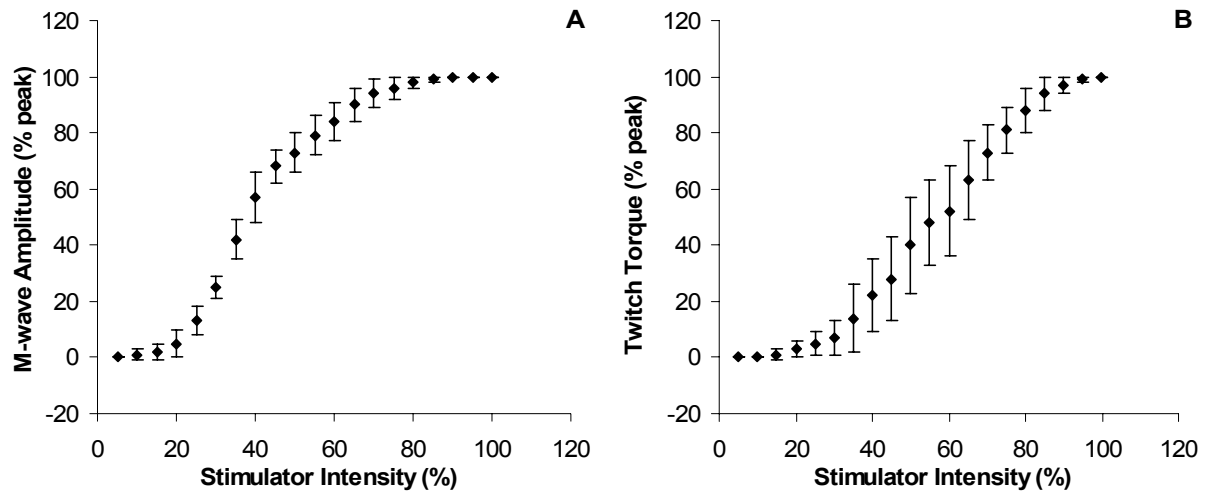 A
M-wave Amplitude (% peak)
120
100
80
60
40
20
0
-20
0 20 40 60 80 100 120
Stimulator Intensity (%)
B
Twitch Torque (% peak)
120
100
80
60
40
20
0
-20
0 20 40 60 80 100 120
Stimulator Intensity (%)